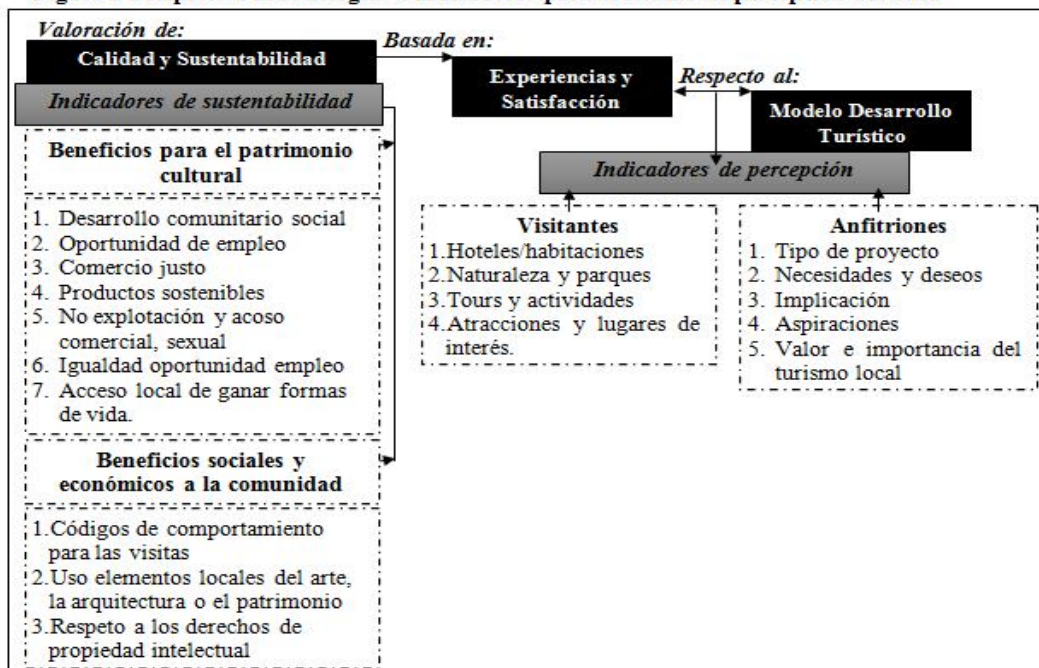 Valoración de:
Calidad y Sustentabilidad
Indicadores de sustentabilidad
Beneficios para el patrimonio
cultural
1. Desarrollo comunitario social
2. Oportunidad de empleo
3. Comercio justo
4. Productos sostenibles
5. No explotación y acoso
comercial, sexual
6. Igualdad oportunidad empleo
7. Acceso local de ganar formas
de vida.
Beneficios sociales y
económicos a la comunidad
1.Códigos de comportamiento
para las visitas
2.Uso elementos locales del arte,
la arquitectura o el patrimonio
3.Respeto a los derechos de
propiedad intelectual
Basada en:
Experiencias y
Satisfacción
Respecto al:
Modelo Desarrollo
Turístico
Indicadores de percepción
Visitantes
1.Hoteles/habitaciones
2.Naturaleza y parques
3.Tours y actividades
4.Atracciones y lugares de
interés.
Anfitriones
1. Tipo de proyecto
2. Necesidades y deseos
3. Implicación
4. Aspiraciones
5. Valor e importancia del
turismo local